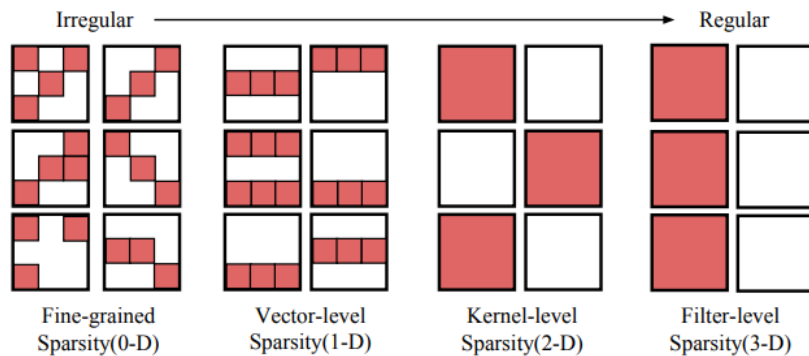 Irregular
Regular
Fine-grained
Sparsity(0-D)
Vector-level
Sparsity(1-D)
Kernel-level
Sparsity(2-D)
Filter-level
Sparsity(3-D)